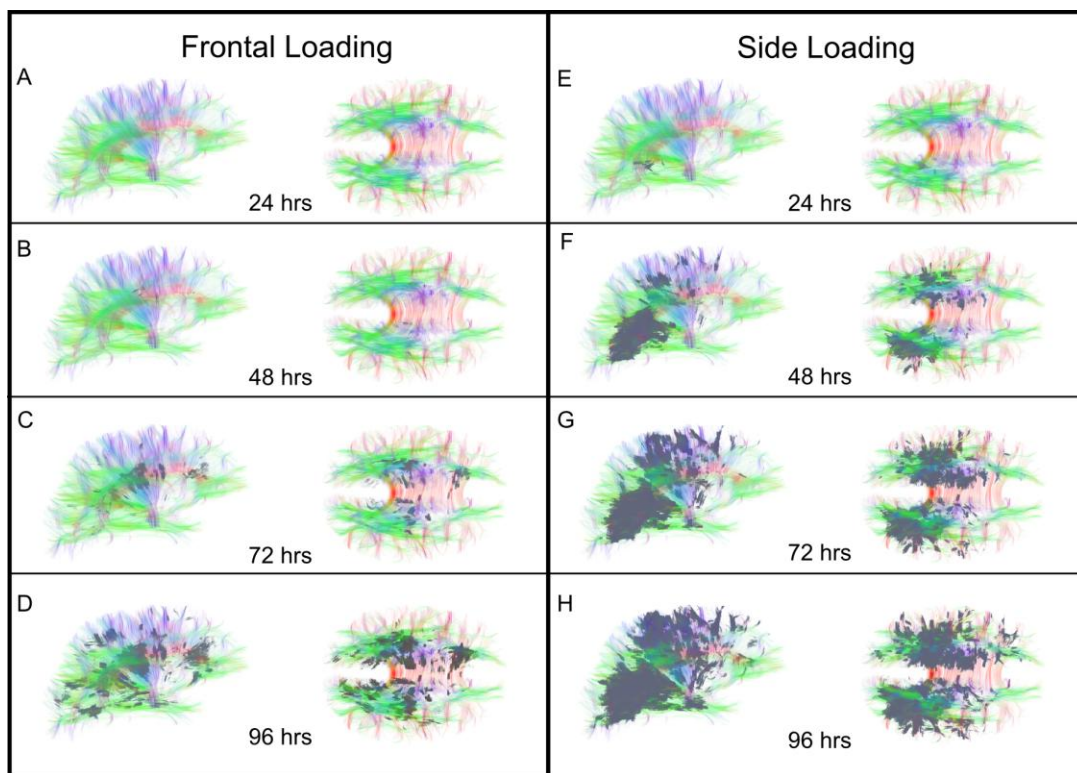 Frontal Loading
A
24 hrs
B
48 hrs
C
72 hrs
D
96 hrs
Side Loading
E
24 hrs
F
48 hrs
G
72 hrs
H
96 hrs